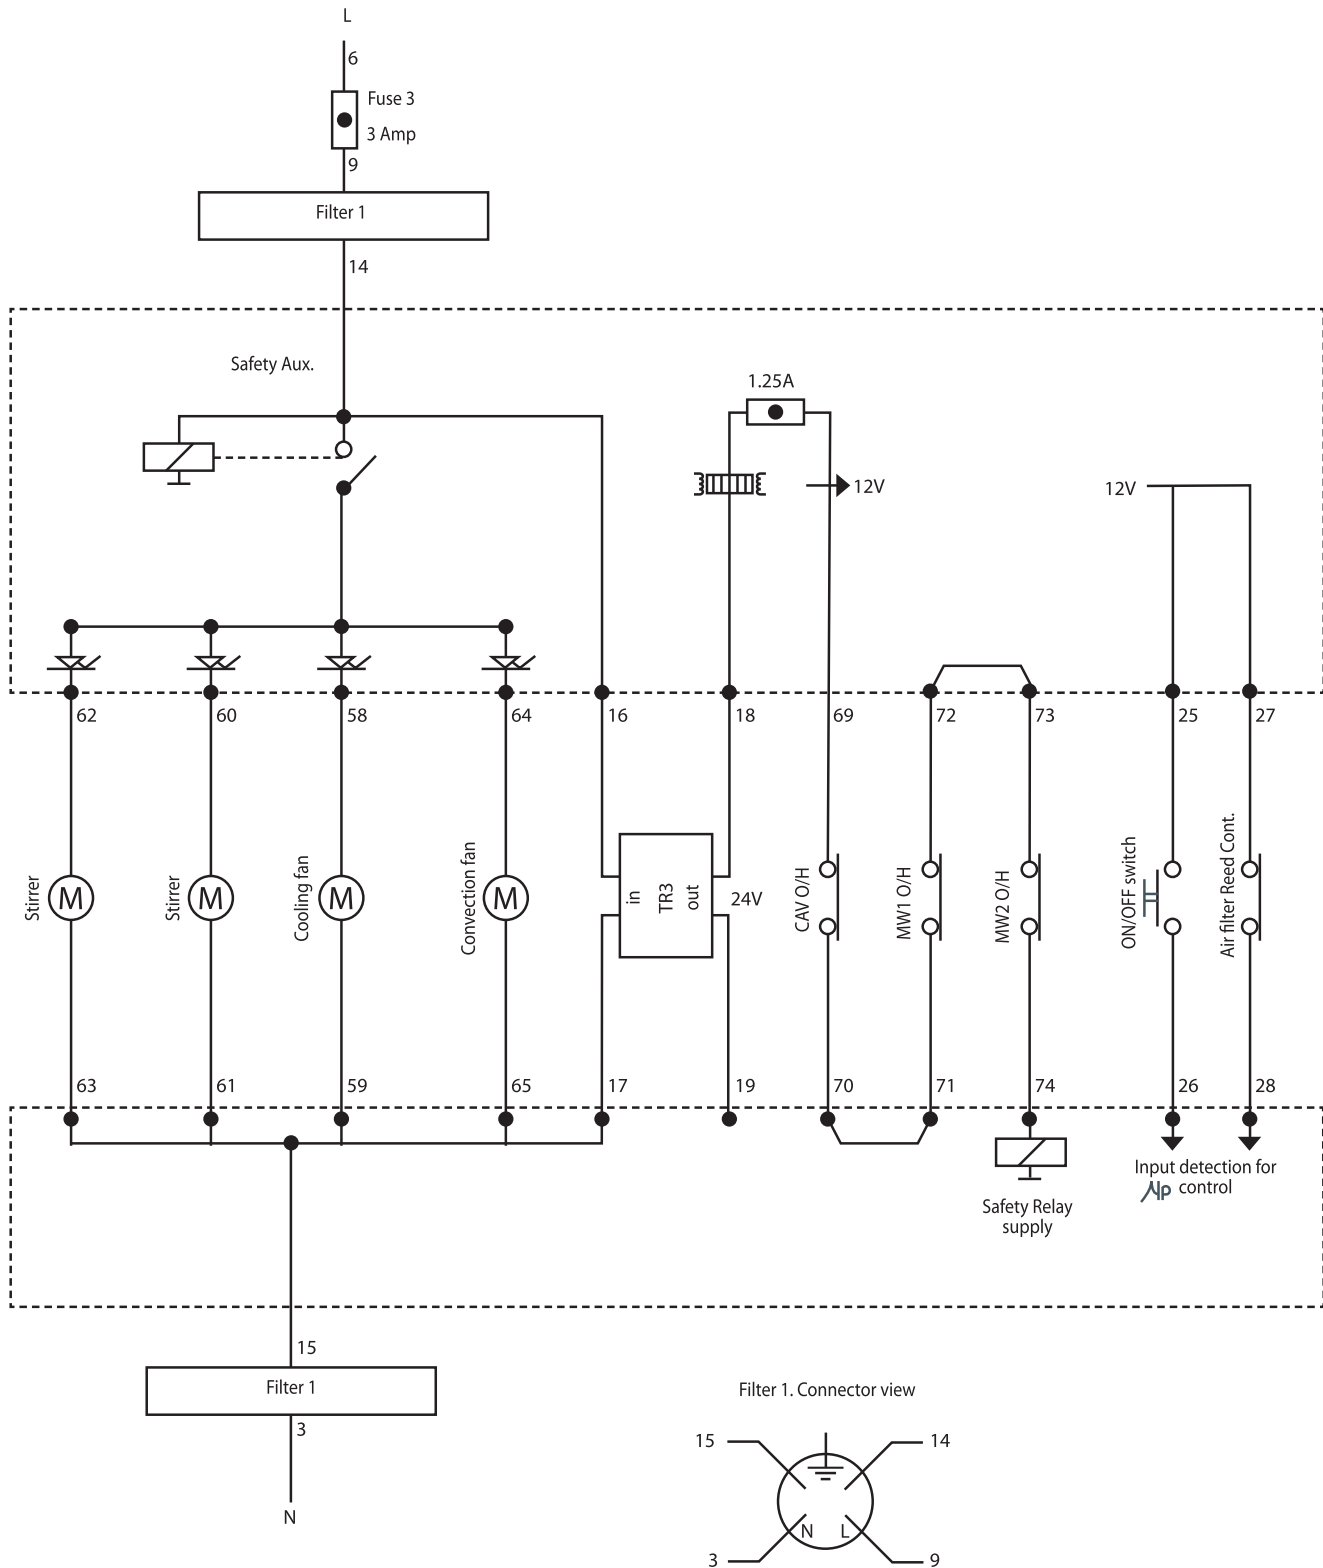 L
6
Fuse 3
3 Amp
9
Filter 1
14
Safety Aux.
1.25A
12V
12V
62
60
58
64
16
18
69
72
73
25
27
Stirrer
M
Stirrer
M
Cooling fan
M
Convection fan
M
in
TR3
out
24V
CAV O/H
MW1 O/H
MW2 O/H
ON/OFF switch
Air filter Reed Cont.
63
61
59
65
17
19
70
71
74
26
28
Safety Relay
supply
Input detection for
μp control
15
Filter 1
3
N
Filter 1. Connector view
15
14
N
L
3
9